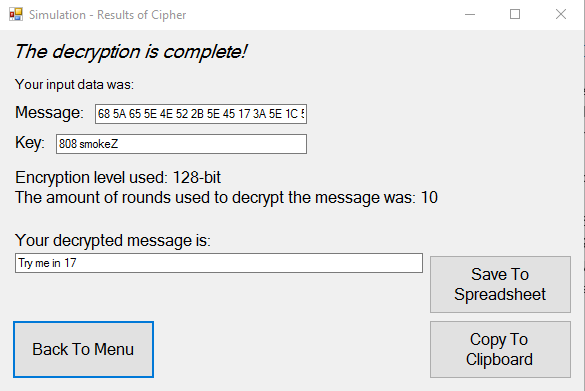 Simulation - Results of Cipher
The decryption is complete!
Your input data was:
Message: 68 5A 65 5E 4E 52 2B 5E 45 17 3A 5E 1C
Key: 808 smokeZ
Encryption level used: 128-bit
The amount of rounds used to decrypt the message was: 10
Your decrypted message is:
Try me in 17
Save To
Spreadsheet
Back To Menu
Copy To
Clipboard